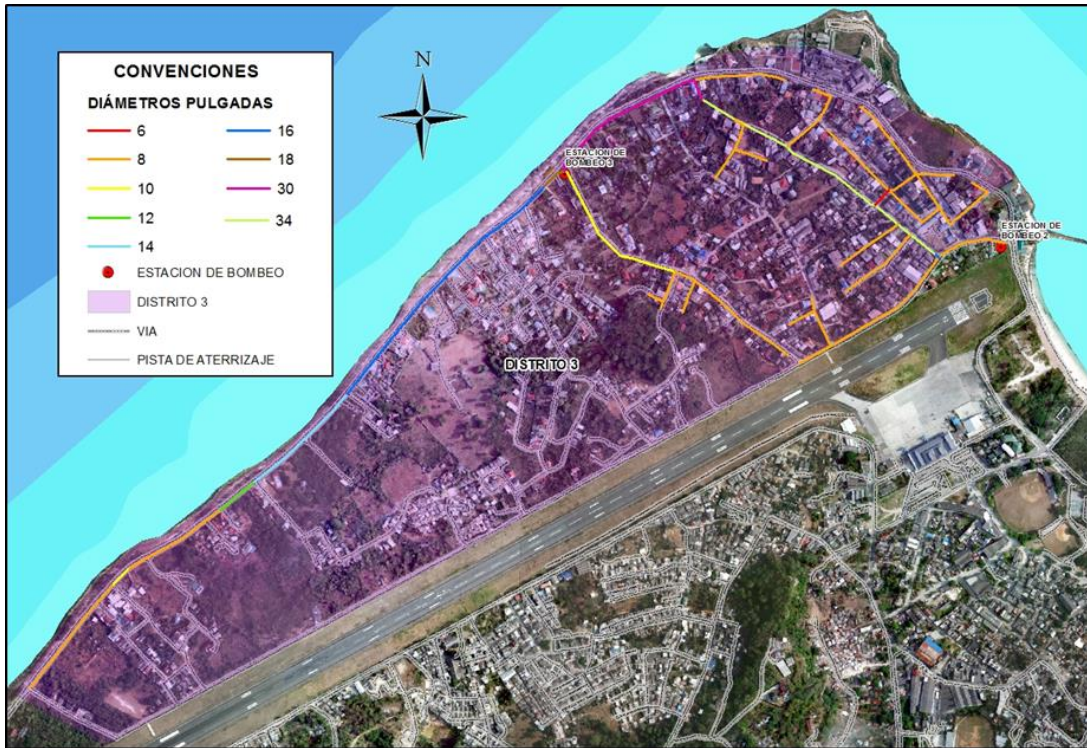 CONVENCIONES
DIÁMETROS PULGADAS
6
8
10
12
14
16
18
30
34
ESTACION DE BOMBEO
DISTRITO 3
VIA
PISTA DE ATERRIZAJE
N
ESTACION DE
BOMBEO 3
ESTACION DE
BOMBEO 2
DISTRITO 3